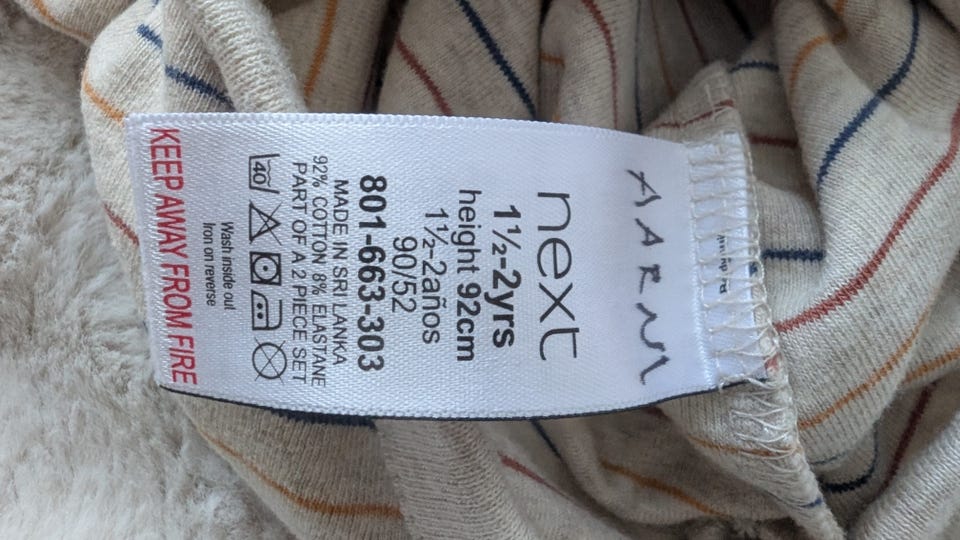 next
1½-2yrs
height 92cm
1½-2años
90/52
801-663-303
MADE IN SRI LANKA
92% COTTON 8% ELASTANE
PART OF A 2 PIECE SET
40
Wash inside out
Iron on reverse
KEEP AWAY FROM FIRE